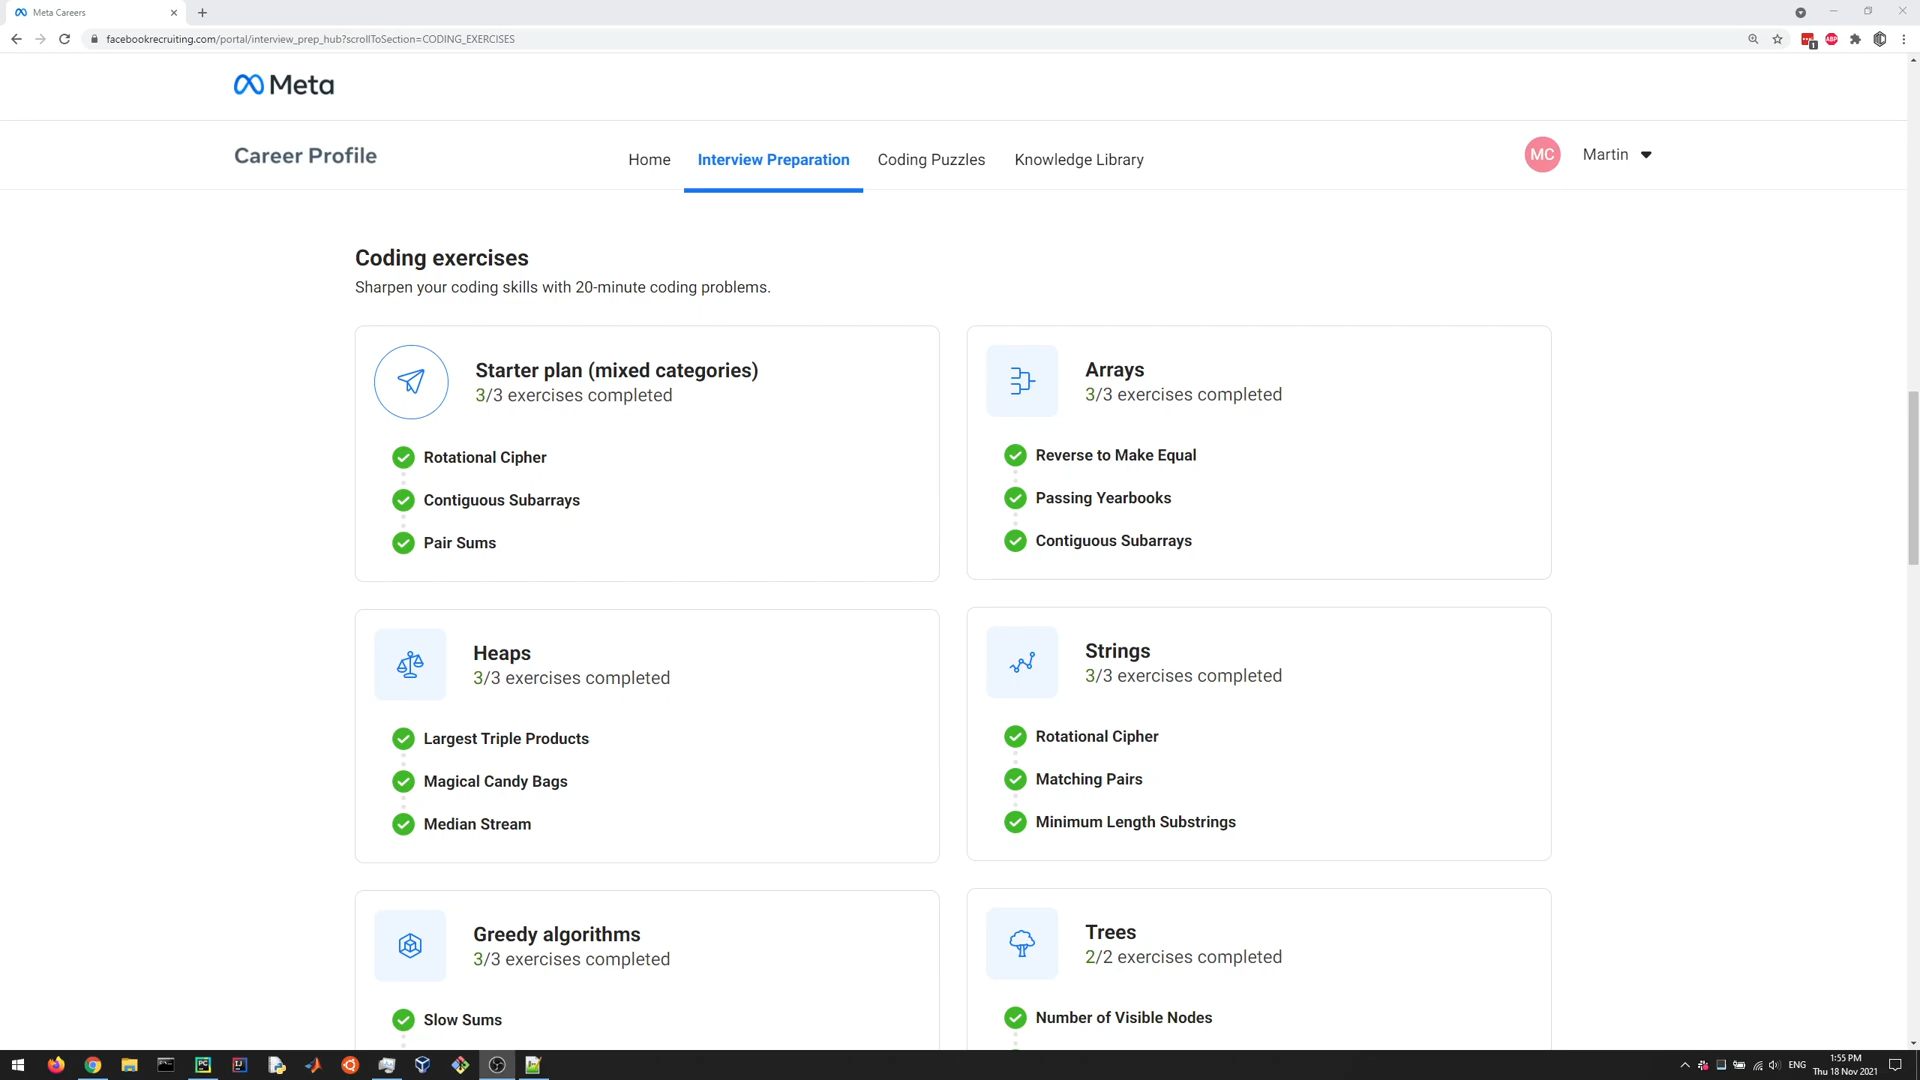 Meta Careers
facebookrecruiting.com/portal/interview_prep_hub?scrollToSection=CODING_EXERCISES
1
ABP
Meta
Career Profile
Home
Interview Preparation
Coding Puzzles
Knowledge Library
MC
Martin
Coding exercises
Sharpen your coding skills with 20-minute coding problems.
Starter plan (mixed categories)
3/3 exercises completed
Rotational Cipher
Contiguous Subarrays
Pair Sums
Arrays
3/3 exercises completed
Reverse to Make Equal
Passing Yearbooks
Contiguous Subarrays
Heaps
3/3 exercises completed
Largest Triple Products
Magical Candy Bags
Median Stream
Strings
3/3 exercises completed
Rotational Cipher
Matching Pairs
Minimum Length Substrings
Greedy algorithms
3/3 exercises completed
Slow Sums
Trees
2/2 exercises completed
Number of Visible Nodes
PC
IJ
ENG
1:55 PM
Thu 18 Nov 2021